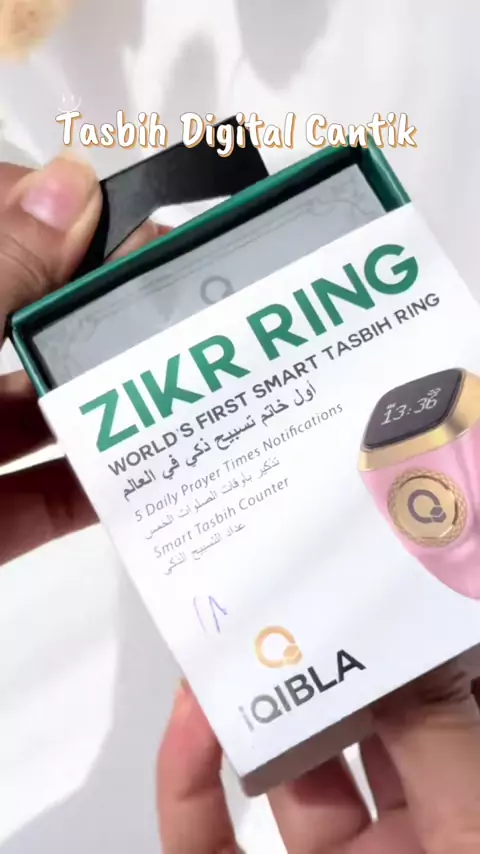 Tasbih Digital Cantik
ZIKR RING
WORLD'S FIRST SMART TASBIH RING
أول خاتم تسبيح ذكي في العالم
5 Daily Prayer Times Notifications
تذكير بأوقات الصلوات الخمس
Smart Tasbih Counter
عداد التسبيح الذكي
13:36
iQIBLA